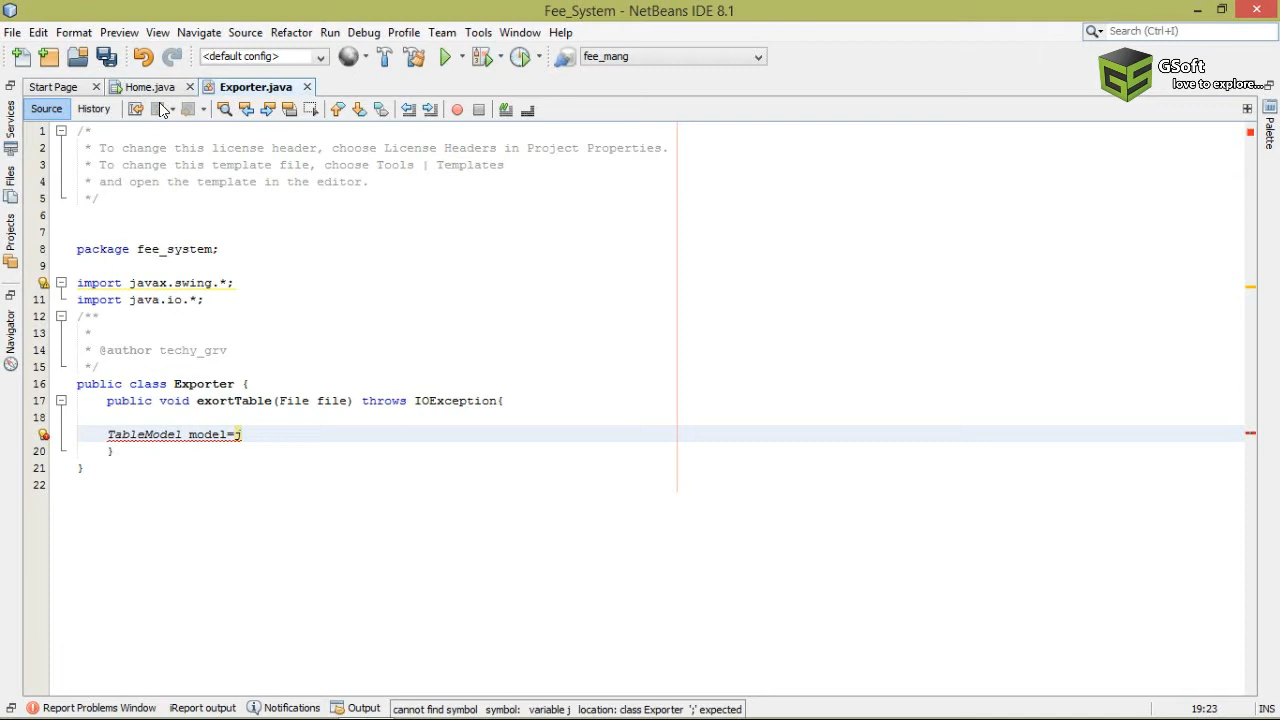 Fee_System - NetBeans IDE 8.1
File Edit Format Preview View Navigate Source Refactor Run Debug Profile Team Tools Window Help
Search (Ctrl+I)
<default config>
fee_mang
GSoft
love to explore...
Start Page
Home.java
Exporter.java
Source
History
Services
Files
Projects
Navigator
Palette
1 /*
2 * To change this license header, choose License Headers in Project Properties.
3 * To change this template file, choose Tools | Templates
4 * and open the template in the editor.
5 */
6
7
8 package fee_system;
9
import javax.swing.*;
11 import java.io.*;
12 /**
13 *
14 * @author techy_grv
15 */
16 public class Exporter {
17 public void exortTable(File file) throws IOException{
18
TableModel model=j
20 }
21 }
22
Report Problems Window
iReport output
Notifications
Output
cannot find symbol symbol: variable j location: class Exporter ';' expected
19:23
INS